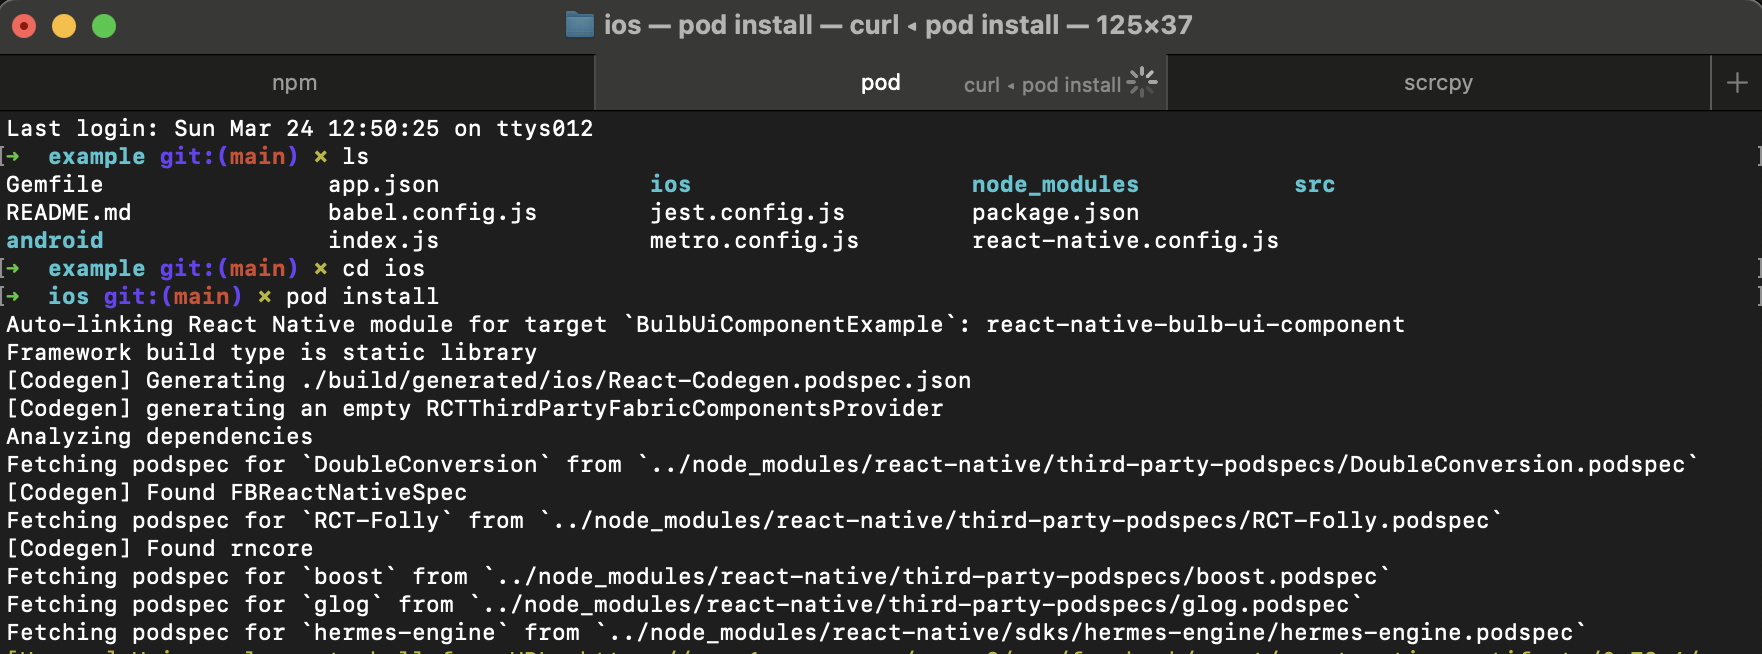 ios — pod install — curl ◂ pod install — 125×37
npm
pod
curl ◂ pod install
scrcpy
+
Last login: Sun Mar 24 12:50:25 on ttys012
[→  example git:(main) × ls ]
Gemfile app.json ios node_modules src
README.md babel.config.js jest.config.js package.json
android index.js metro.config.js react-native.config.js
[→  example git:(main) × cd ios ]
[→  ios git:(main) × pod install ]
Auto-linking React Native module for target `BulbUiComponentExample`: react-native-bulb-ui-component
Framework build type is static library
[Codegen] Generating ./build/generated/ios/React-Codegen.podspec.json
[Codegen] generating an empty RCTThirdPartyFabricComponentsProvider
Analyzing dependencies
Fetching podspec for `DoubleConversion` from `../node_modules/react-native/third-party-podspecs/DoubleConversion.podspec`
[Codegen] Found FBReactNativeSpec
Fetching podspec for `RCT-Folly` from `../node_modules/react-native/third-party-podspecs/RCT-Folly.podspec`
[Codegen] Found rncore
Fetching podspec for `boost` from `../node_modules/react-native/third-party-podspecs/boost.podspec`
Fetching podspec for `glog` from `../node_modules/react-native/third-party-podspecs/glog.podspec`
Fetching podspec for `hermes-engine` from `../node_modules/react-native/sdks/hermes-engine/hermes-engine.podspec`